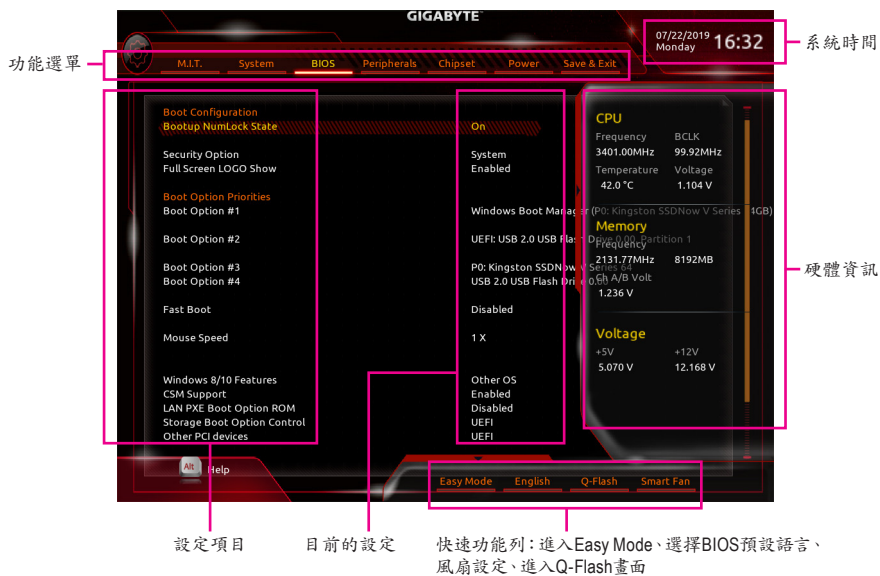 GIGABYTE™
07/22/2019
Monday
16:32
系統時間
功能選單
M.I.T. System BIOS Peripherals Chipset Power Save & Exit
Boot Configuration
Bootup NumLock State On
Security Option System
Full Screen LOGO Show Enabled
Boot Option Priorities
Boot Option #1 Windows Boot Manager (P0: Kingston SSDNow V Series 4GB)
Boot Option #2 UEFI: USB 2.0 USB Flash Drive 0.00, Partition 1
Boot Option #3 P0: Kingston SSDNow V Series 64
Boot Option #4 USB 2.0 USB Flash Drive 0.00
Fast Boot Disabled
Mouse Speed 1 X
Windows 8/10 Features Other OS
CSM Support Enabled
LAN PXE Boot Option ROM Disabled
Storage Boot Option Control UEFI
Other PCI devices UEFI
CPU
Frequency BCLK
3401.00MHz 99.92MHz
Temperature Voltage
42.0 °C 1.104 V
Memory
Frequency
2131.77MHz 8192MB
Ch A/B Volt
1.236 V
Voltage
+5V +12V
5.070 V 12.168 V
硬體資訊
Alt Help
Easy Mode English Q-Flash Smart Fan
設定項目
目前的設定
快速功能列：進入Easy Mode、選擇BIOS預設語言、
風扇設定、進入Q-Flash畫面